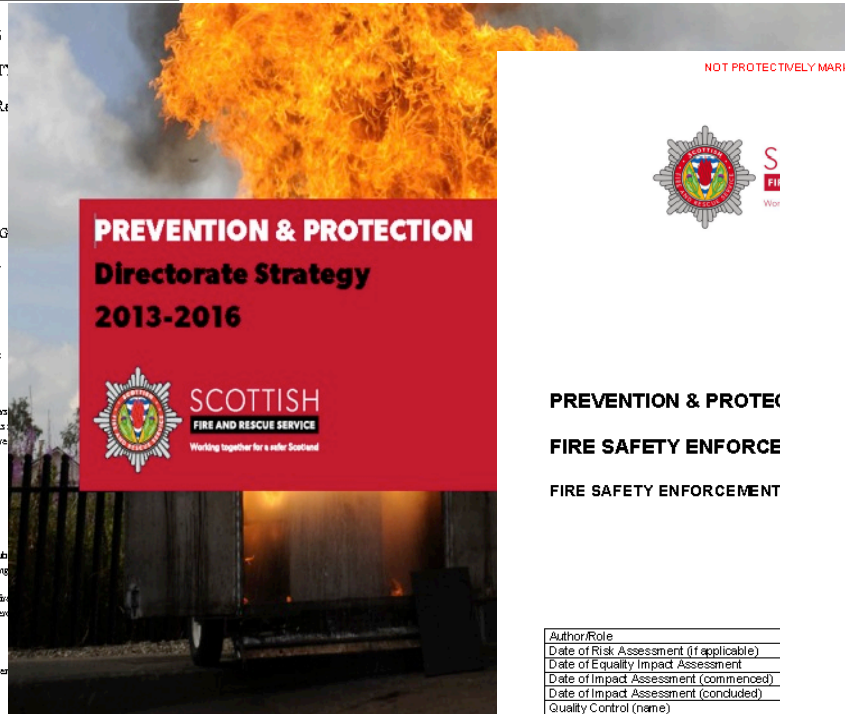 PREVENTION & PROTECTION
Directorate Strategy
2013-2016
SCOTTISH
FIRE AND RESCUE SERVICE
Working together for a safer Scotland
NOT PROTECTIVELY MARK
S
FI
Wor
PREVENTION & PROTEC
FIRE SAFETY ENFORCE
FIRE SAFETY ENFORCEMENT
Author/Role
Date of Risk Assessment (if applicable)
Date of Equality Impact Assessment
Date of Impact Assessment (commenced)
Date of Impact Assessment (concluded)
Quality Control (name)